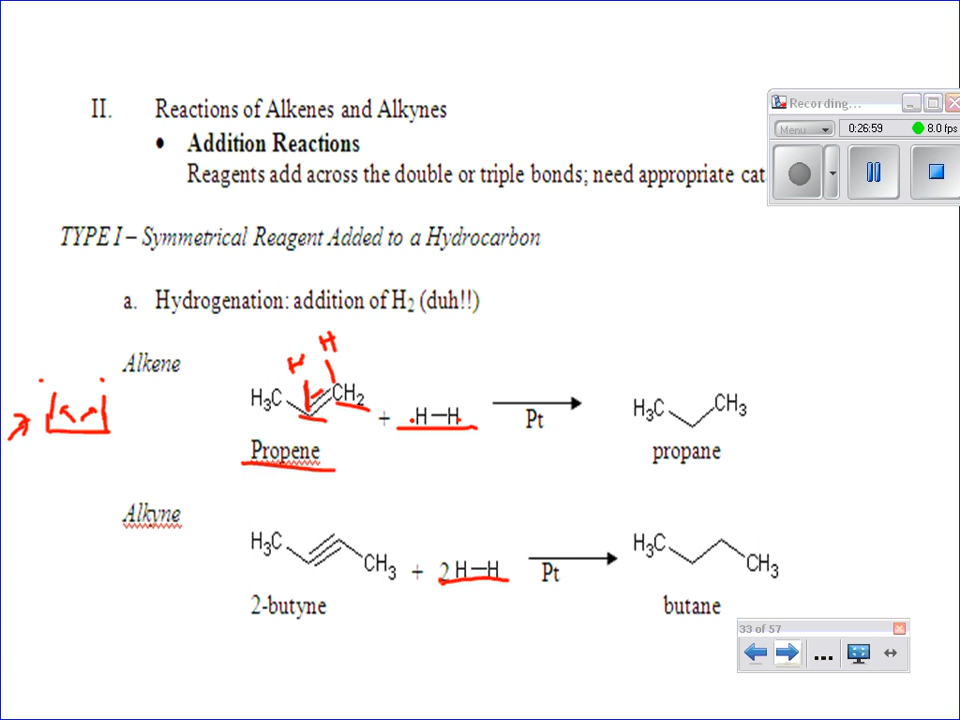 II. Reactions of Alkenes and Alkynes
• Addition Reactions
Reagents add across the double or triple bonds; need appropriate cat
Recording...
Menu 0:26:59 8.0 fps
TYPE I – Symmetrical Reagent Added to a Hydrocarbon
a. Hydrogenation: addition of H₂ (duh!!)
Alkene
H H
H₃C CH₂ + H—H Pt H₃C CH₃
Propene propane
Alkyne
H₃C CH₃ + 2 H—H Pt H₃C CH₃
2-butyne butane
33 of 57
...